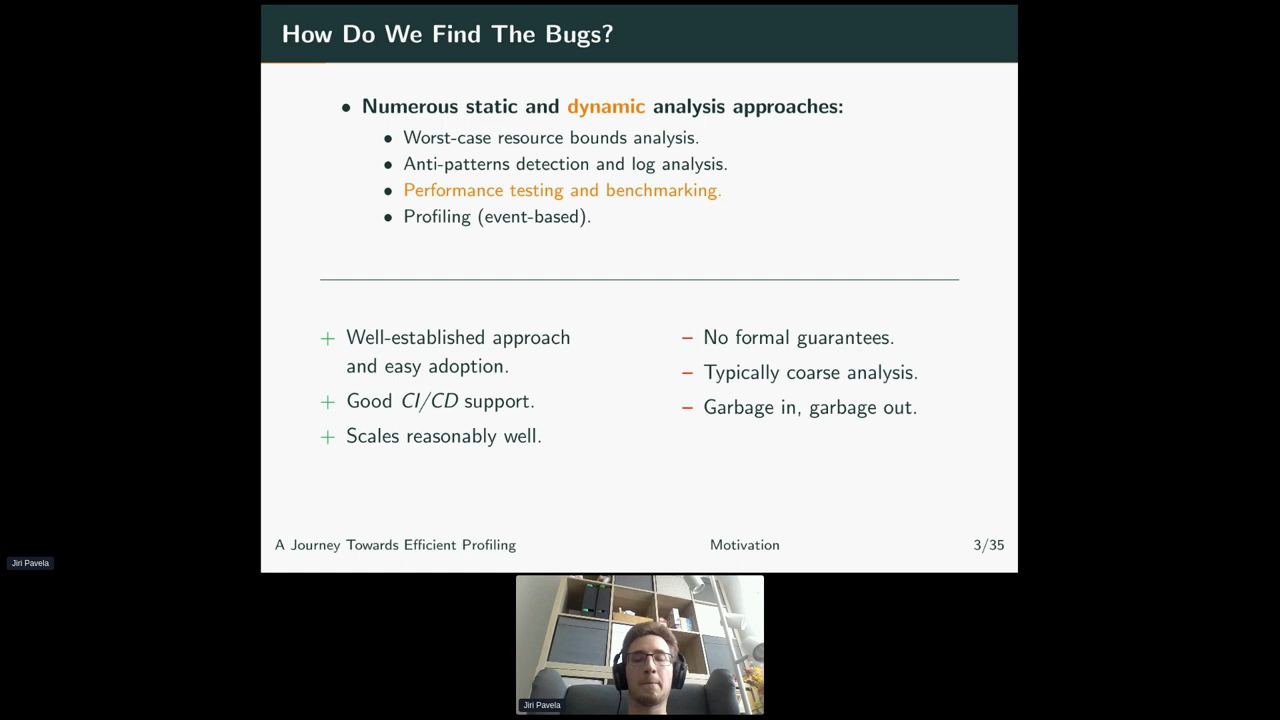 How Do We Find The Bugs?
• Numerous static and dynamic analysis approaches:
• Worst-case resource bounds analysis.
• Anti-patterns detection and log analysis.
• Performance testing and benchmarking.
• Profiling (event-based).
+ Well-established approach
and easy adoption.
+ Good CI/CD support.
+ Scales reasonably well.
– No formal guarantees.
– Typically coarse analysis.
– Garbage in, garbage out.
A Journey Towards Efficient Profiling
Motivation
3/35
Jiri Pavela
Jiri Pavela